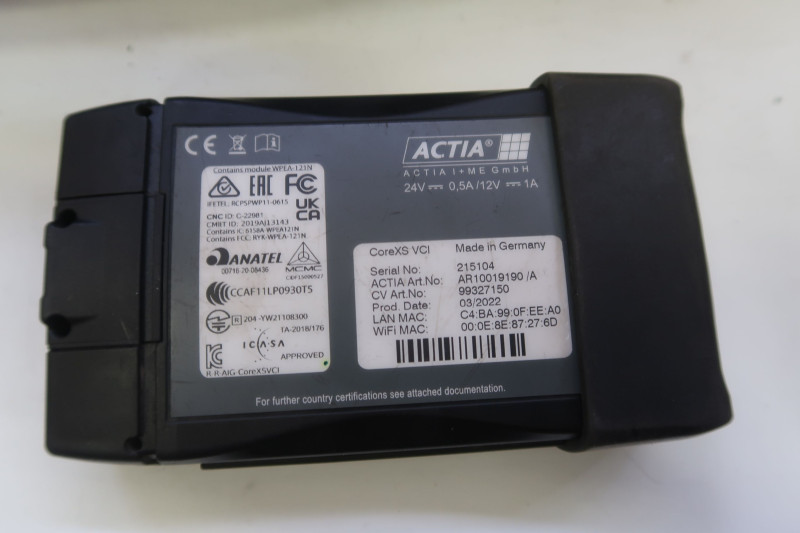 CE
ACTIA®
ACTIA I+ME GmbH
24V 0,5A/12V 1A
Contains module WPEA-121N
EAC FC
IFETEL: RCPSPWP11-0615
UK
CA
CNC ID: C-22981
CMIIT ID: 2019AJ13143
Contains IC: 6158A-WPEA121N
Contains FCC: RYK-WPEA-121N
ANATEL
00716 20 08436
MCMC
CCAF11LP0930T5
R 204 -YW21108300
1A-2018/176
ICASA
APPROVED
R-R-AIG-CoreXSVCI
CoreXS VCI Made in Germany
Serial No: 215104
ACTIA Art.No: AR10019190 /A
CV Art.No: 99327150
Prod. Date: 03/2022
LAN MAC: C4:BA:99:0F:EE:A0
WiFi MAC: 00:0E:8E:87:27:6D
For further country certifications see attached documentation.